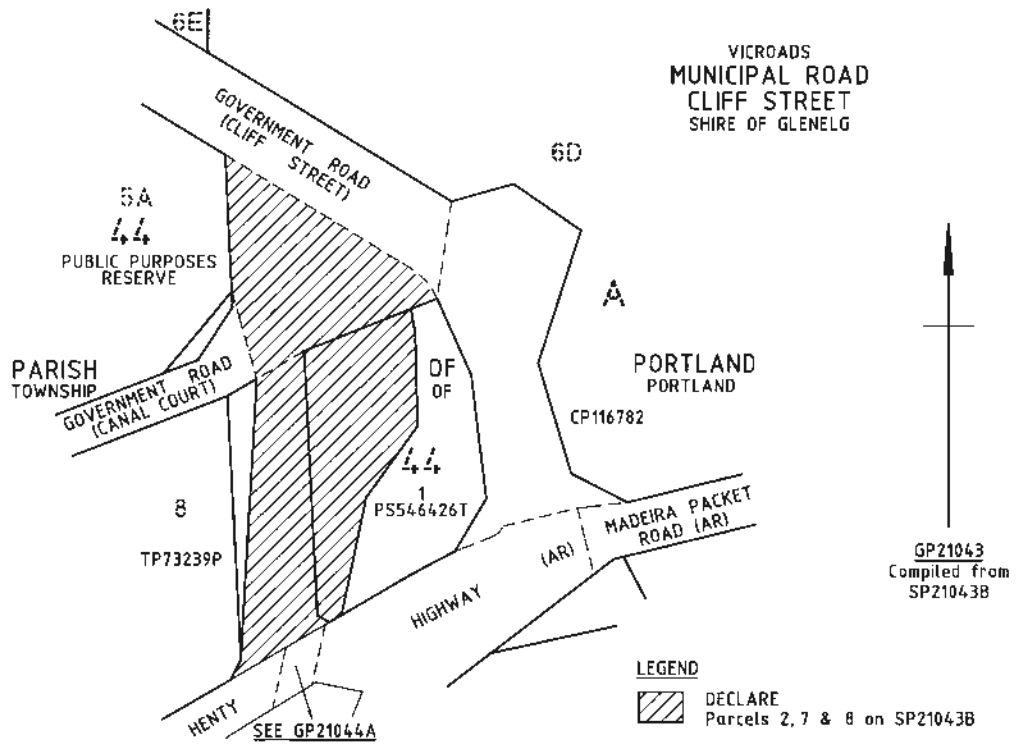 6E
VICROADS
MUNICIPAL ROAD
CLIFF STREET
SHIRE OF GLENELG
GOVERNMENT ROAD
(CLIFF STREET)
6D
44
PUBLIC PURPOSES
RESERVE
A
PARISH
TOWNSHIP
OF
OF
PORTLAND
PORTLAND
GOVERNMENT ROAD
(CANAL COURT)
CP116782
44
1
PS546426T
8
TP73239P
MADEIRA PACKET
ROAD (AR)
(AR)
HIGHWAY
HENTY
SEE GP21044A
GP21043
Compiled from
SP21043B
LEGEND
DECLARE
Parcels 2, 7 & 8 on SP21043B